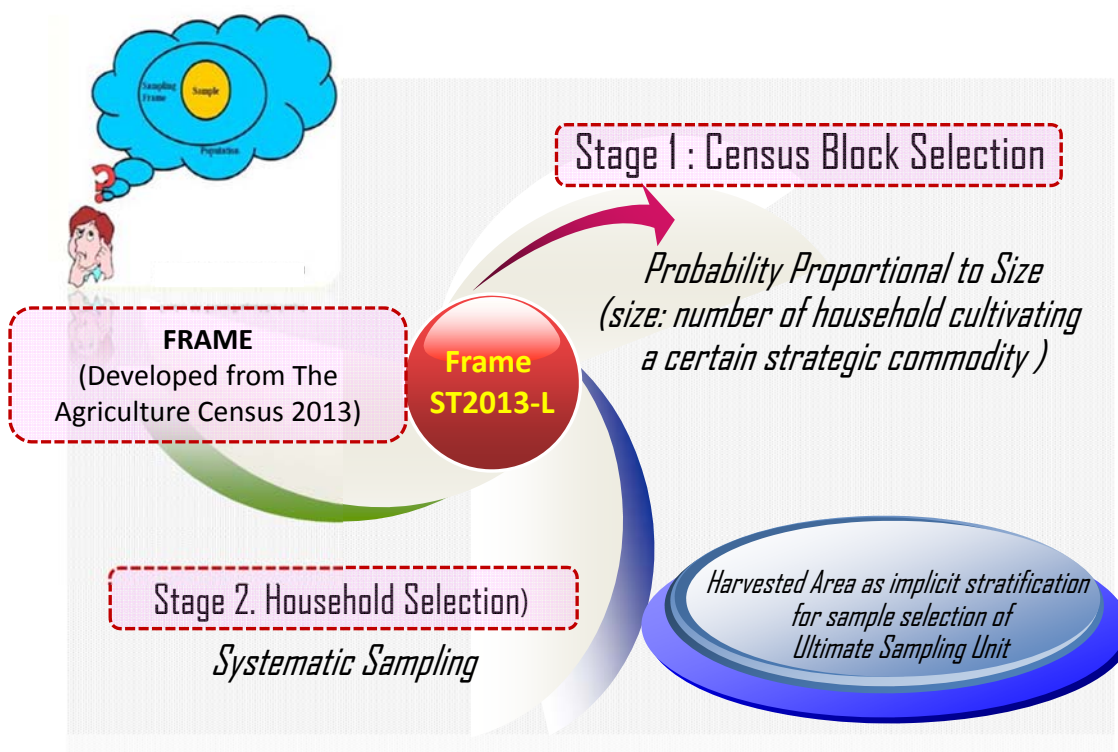 Sampling
Frame
Sample
Population
Stage 1 : Census Block Selection
Probability Proportional to Size
(size: number of household cultivating
a certain strategic commodity )
FRAME
(Developed from The
Agriculture Census 2013)
Frame
ST2013-L
Stage 2. Household Selection)
Systematic Sampling
Harvested Area as implicit stratification
for sample selection of
Ultimate Sampling Unit